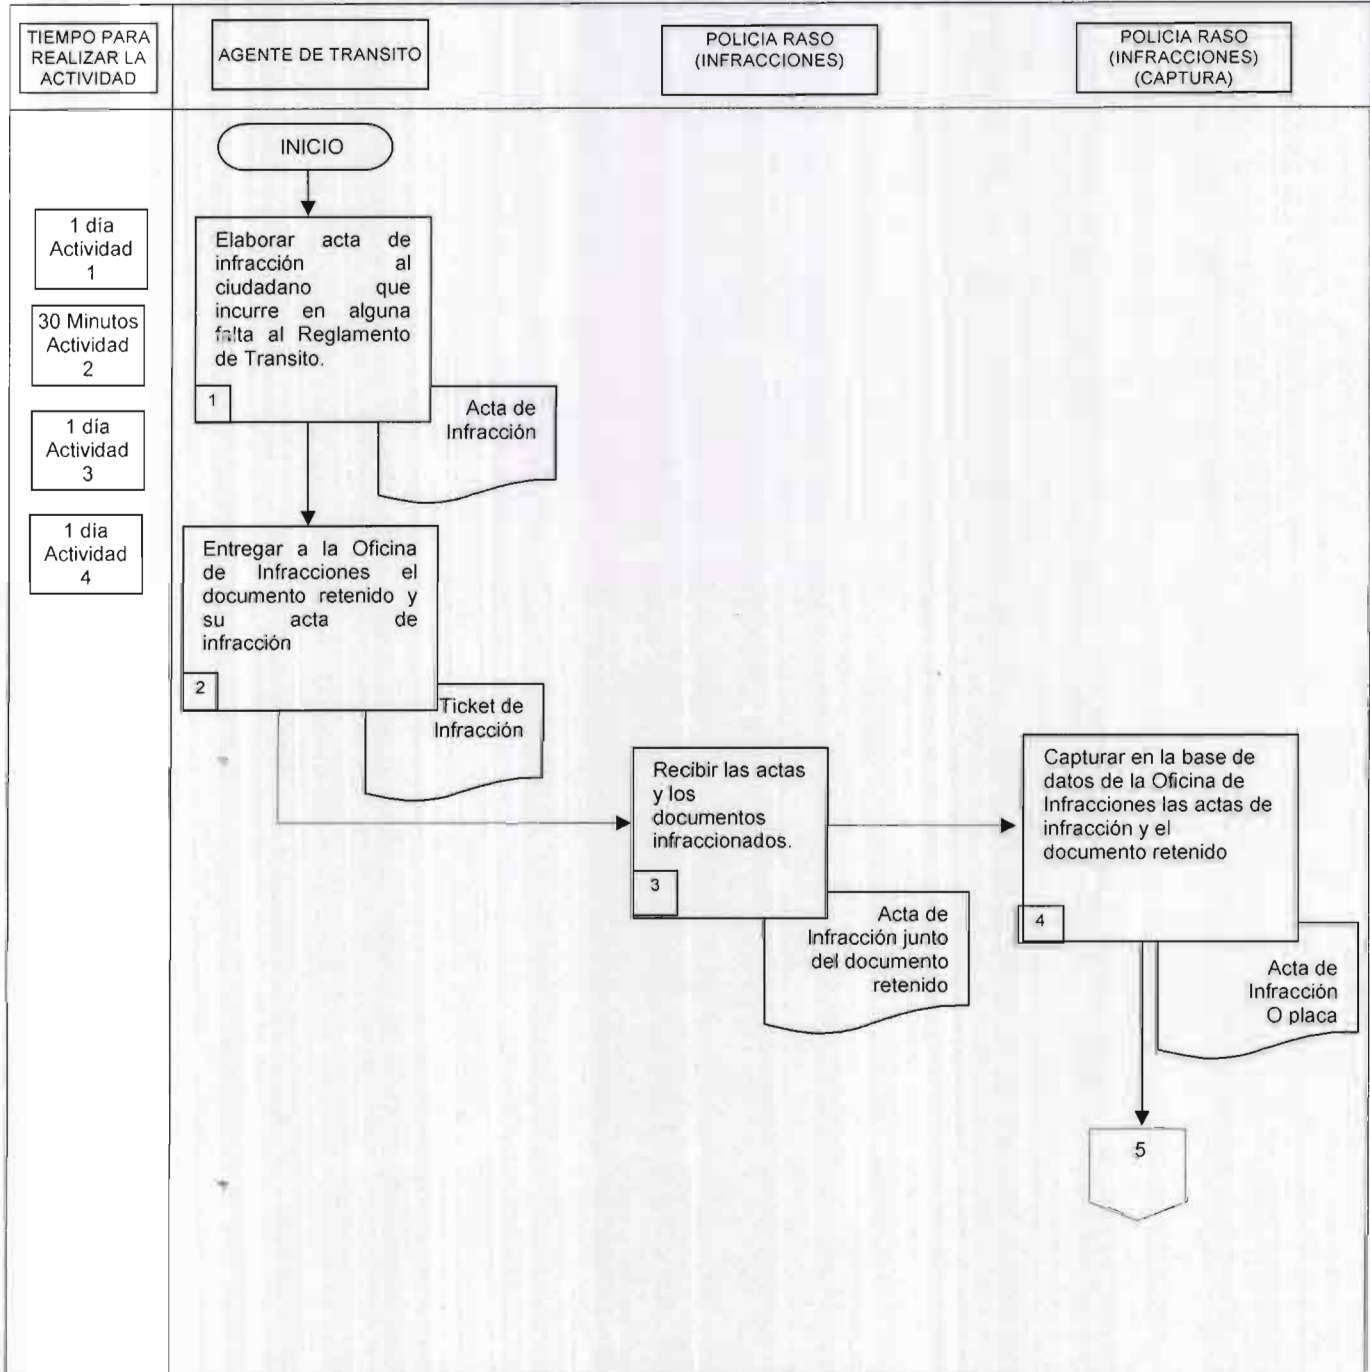 TIEMPO PARA
REALIZAR LA
ACTIVIDAD
AGENTE DE TRANSITO
POLICIA RASO
(INFRACCIONES)
POLICIA RASO
(INFRACCIONES)
(CAPTURA)
INICIO
1 día
Actividad
1
30 Minutos
Actividad
2
1 día
Actividad
3
1 dia
Actividad
4
Elaborar acta de
infracción al
ciudadano que
incurre en alguna
falta al Reglamento
de Transito.
1
Acta de
Infracción
Entregar a la Oficina
de Infracciones el
documento retenido y
su acta de
infracción
2
Ticket de
Infracción
Recibir las actas
y los
documentos
infraccionados.
3
Acta de
Infracción junto
del documento
retenido
Capturar en la base de
datos de la Oficina de
Infracciones las actas de
infracción y el
documento retenido
4
Acta de
Infracción
O placa
5